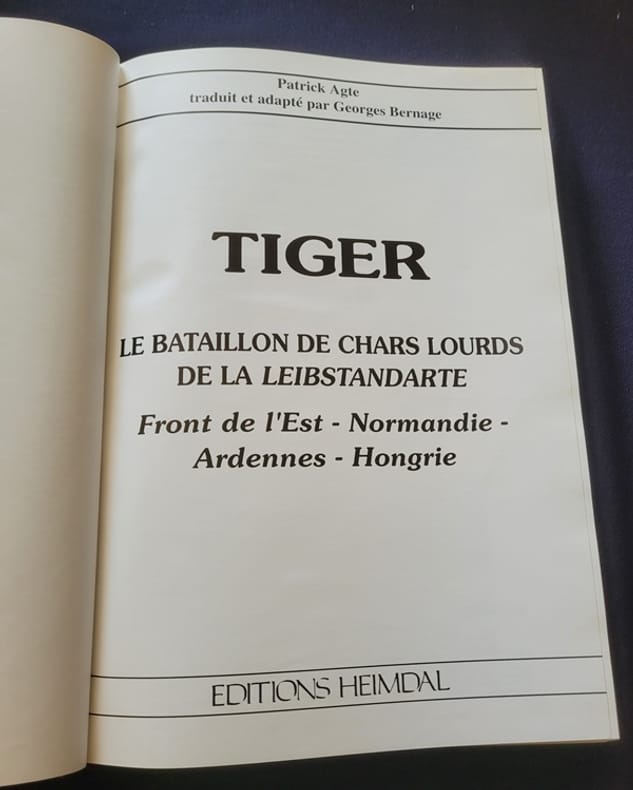 Patrick Agte
traduit et adapté par Georges Bernage
TIGER
LE BATAILLON DE CHARS LOURDS
DE LA LEIBSTANDARTE
Front de l'Est - Normandie -
Ardennes - Hongrie
EDITIONS HEIMDAL